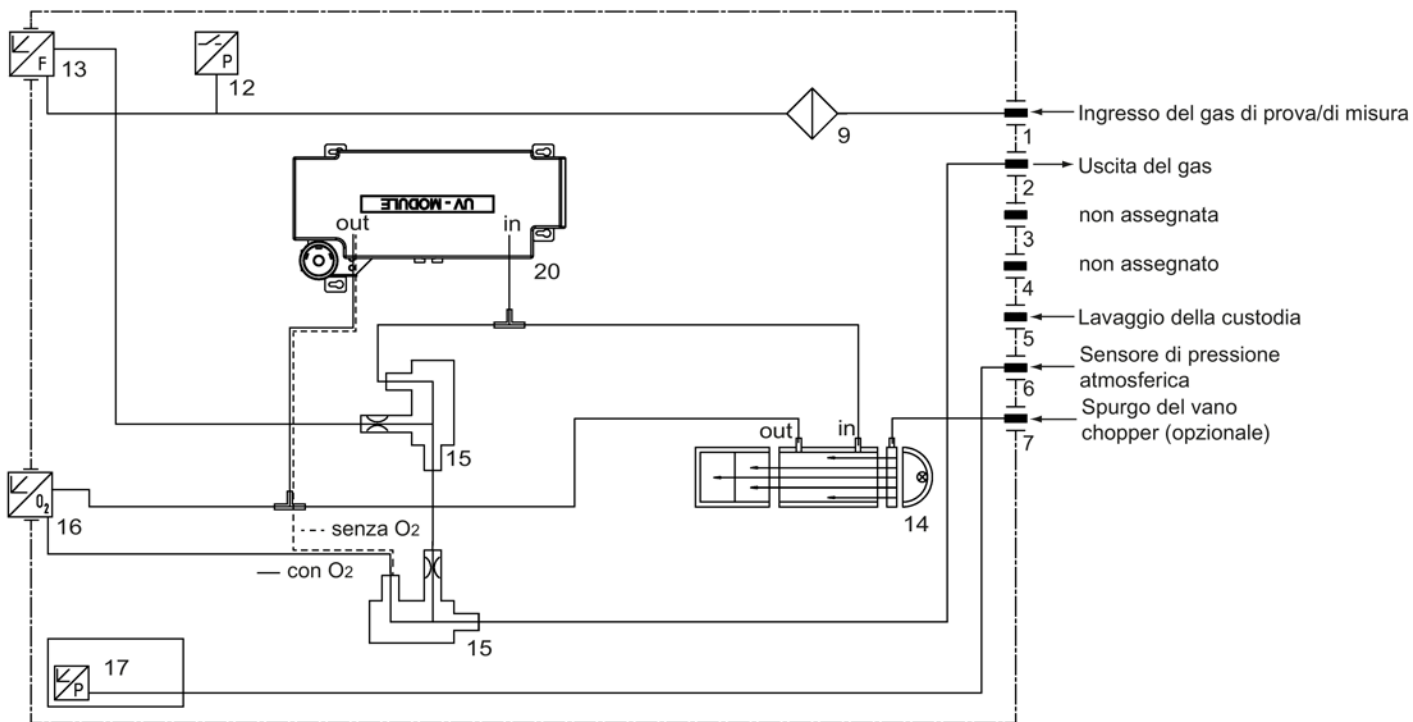 F
13
P
12
9
1
Ingresso del gas di prova/di misura
2
Uscita del gas
3
non assegnata
4
non assegnato
5
Lavaggio della custodia
6
Sensore di pressione
atmosferica
7
Spurgo del vano
chopper (opzionale)
UV - MODULE
out
in
20
15
out
in
14
O2
16
--- senza O2
— con O2
15
17
P